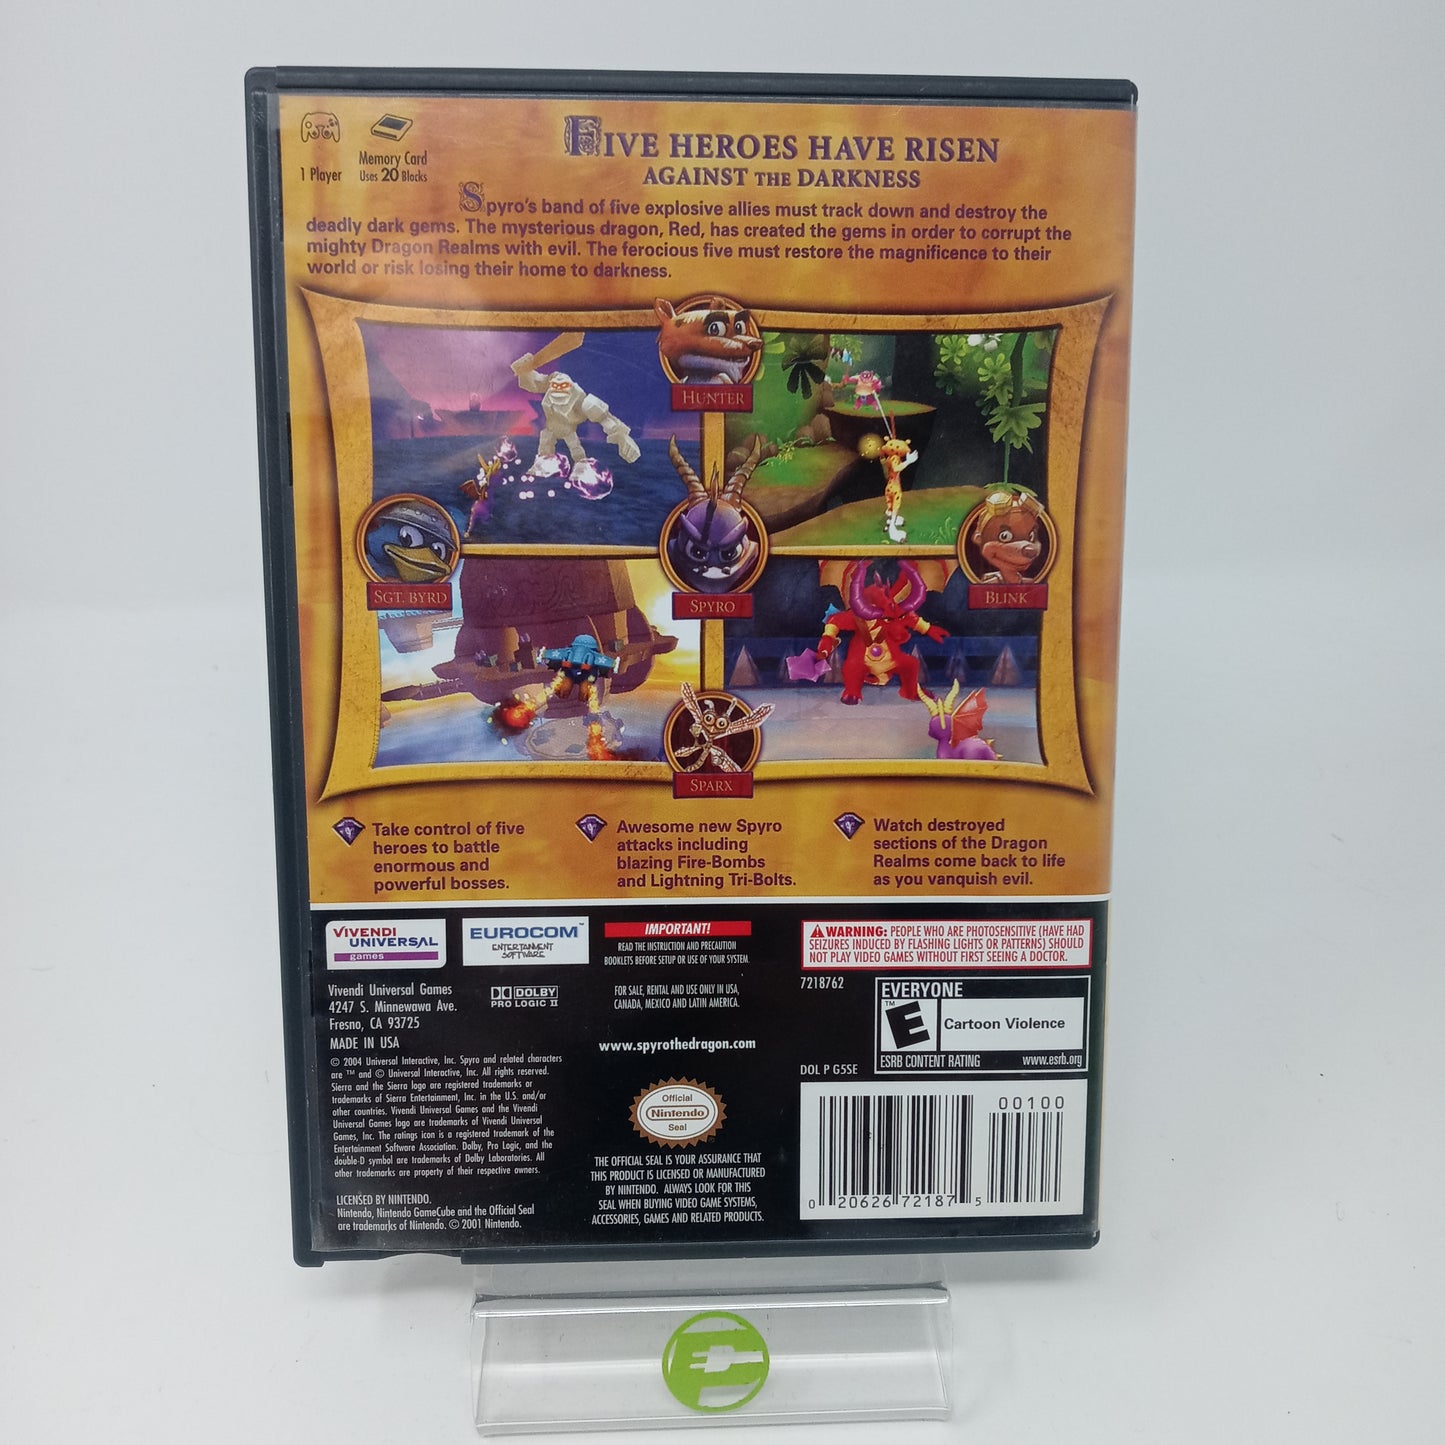 1 Player
Memory Card
Uses 20 Blocks
FIVE HEROES HAVE RISEN
AGAINST THE DARKNESS
Spyro's band of five explosive allies must track down and destroy the
deadly dark gems. The mysterious dragon, Red, has created the gems in order to corrupt the
mighty Dragon Realms with evil. The ferocious five must restore the magnificence to their
world or risk losing their home to darkness.
HUNTER
SGT. BYRD
SPYRO
BLINK
SPARX
Take control of five
heroes to battle
enormous and
powerful bosses.
Awesome new Spyro
attacks including
blazing Fire-Bombs
and Lightning Tri-Bolts.
Watch destroyed
sections of the Dragon
Realms come back to life
as you vanquish evil.
VIVENDI
UNIVERSAL
games
EUROCOM™
ENTERTAINMENT
SOFTWARE
IMPORTANT!
READ THE INSTRUCTION AND PRECAUTION
BOOKLETS BEFORE SETUP OR USE OF YOUR SYSTEM.
WARNING: PEOPLE WHO ARE PHOTOSENSITIVE (HAVE HAD
SEIZURES INDUCED BY FLASHING LIGHTS OR PATTERNS) SHOULD
NOT PLAY VIDEO GAMES WITHOUT FIRST SEEING A DOCTOR.
Vivendi Universal Games
4247 S. Minnewawa Ave.
Fresno, CA 93725
MADE IN USA
DOLBY
PRO LOGIC II
FOR SALE, RENTAL AND USE ONLY IN USA,
CANADA, MEXICO AND LATIN AMERICA.
www.spyrothedragon.com
7218762
EVERYONE
E™
Cartoon Violence
ESRB CONTENT RATING www.esrb.org
DOL P G5SE
© 2004 Universal Interactive, Inc. Spyro and related characters
are ™ and © Universal Interactive, Inc. All rights reserved.
Sierra and the Sierra logo are registered trademarks or
trademarks of Sierra Entertainment, Inc. in the U.S. and/or
other countries. Vivendi Universal Games and the Vivendi
Universal Games logo are trademarks of Vivendi Universal
Games, Inc. The ratings icon is a registered trademark of the
Entertainment Software Association. Dolby, Pro Logic, and the
double-D symbol are trademarks of Dolby Laboratories. All
other trademarks are property of their respective owners.
LICENSED BY NINTENDO.
Nintendo, Nintendo GameCube and the Official Seal
are trademarks of Nintendo. © 2001 Nintendo.
Official
Nintendo
Seal
THE OFFICIAL SEAL IS YOUR ASSURANCE THAT
THIS PRODUCT IS LICENSED OR MANUFACTURED
BY NINTENDO. ALWAYS LOOK FOR THIS
SEAL WHEN BUYING VIDEO GAME SYSTEMS,
ACCESSORIES, GAMES AND RELATED PRODUCTS.
00100
0 20626 72187 5